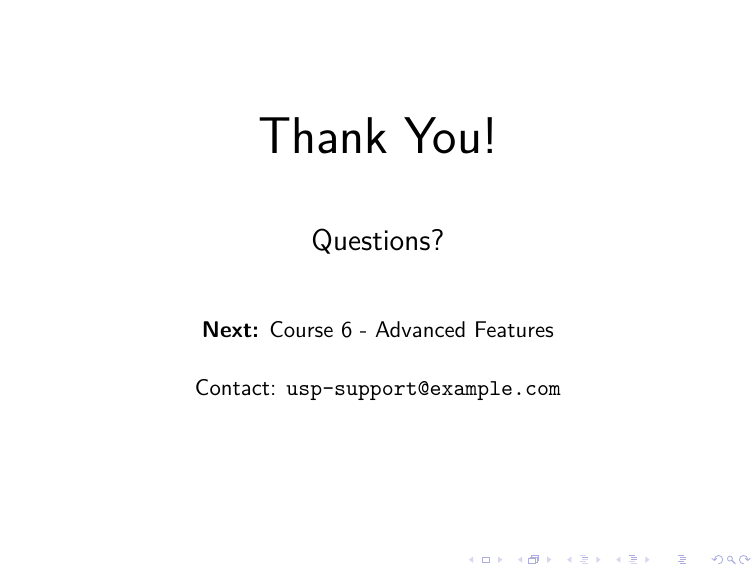 Thank You!
Questions?
Next: Course 6 - Advanced Features
Contact: usp-support@example.com